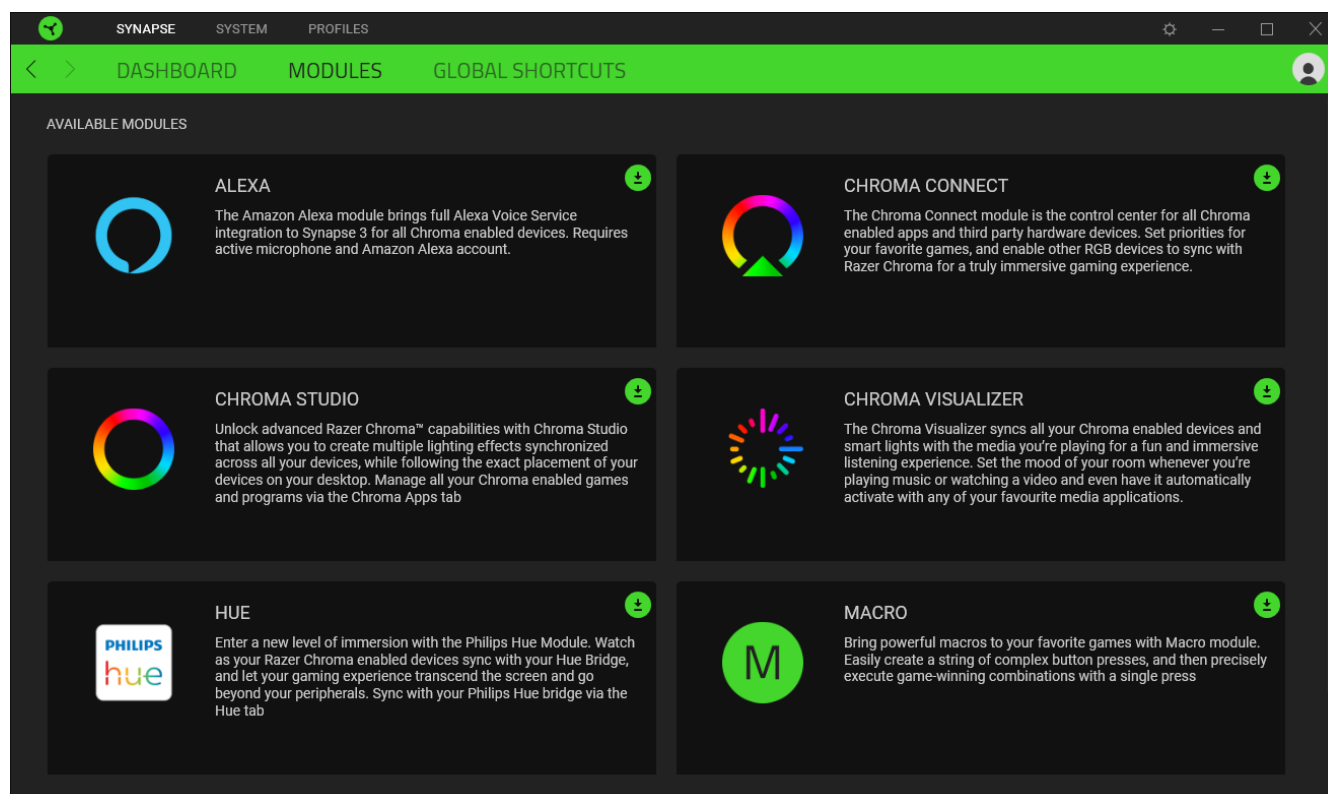 SYNAPSE SYSTEM PROFILES
DASHBOARD MODULES GLOBAL SHORTCUTS
AVAILABLE MODULES
ALEXA
The Amazon Alexa module brings full Alexa Voice Service
integration to Synapse 3 for all Chroma enabled devices. Requires
active microphone and Amazon Alexa account.
CHROMA CONNECT
The Chroma Connect module is the control center for all Chroma
enabled apps and third party hardware devices. Set priorities for
your favorite games, and enable other RGB devices to sync with
Razer Chroma for a truly immersive gaming experience.
CHROMA STUDIO
Unlock advanced Razer Chroma™ capabilities with Chroma Studio
that allows you to create multiple lighting effects synchronized
across all your devices, while following the exact placement of your
devices on your desktop. Manage all your Chroma enabled games
and programs via the Chroma Apps tab
CHROMA VISUALIZER
The Chroma Visualizer syncs all your Chroma enabled devices and
smart lights with the media you're playing for a fun and immersive
listening experience. Set the mood of your room whenever you're
playing music or watching a video and even have it automatically
activate with any of your favourite media applications.
PHILIPS
hue
HUE
Enter a new level of immersion with the Philips Hue Module. Watch
as your Razer Chroma enabled devices sync with your Hue Bridge,
and let your gaming experience transcend the screen and go
beyond your peripherals. Sync with your Philips Hue bridge via the
Hue tab
M
MACRO
Bring powerful macros to your favorite games with Macro module.
Easily create a string of complex button presses, and then precisely
execute game-winning combinations with a single press